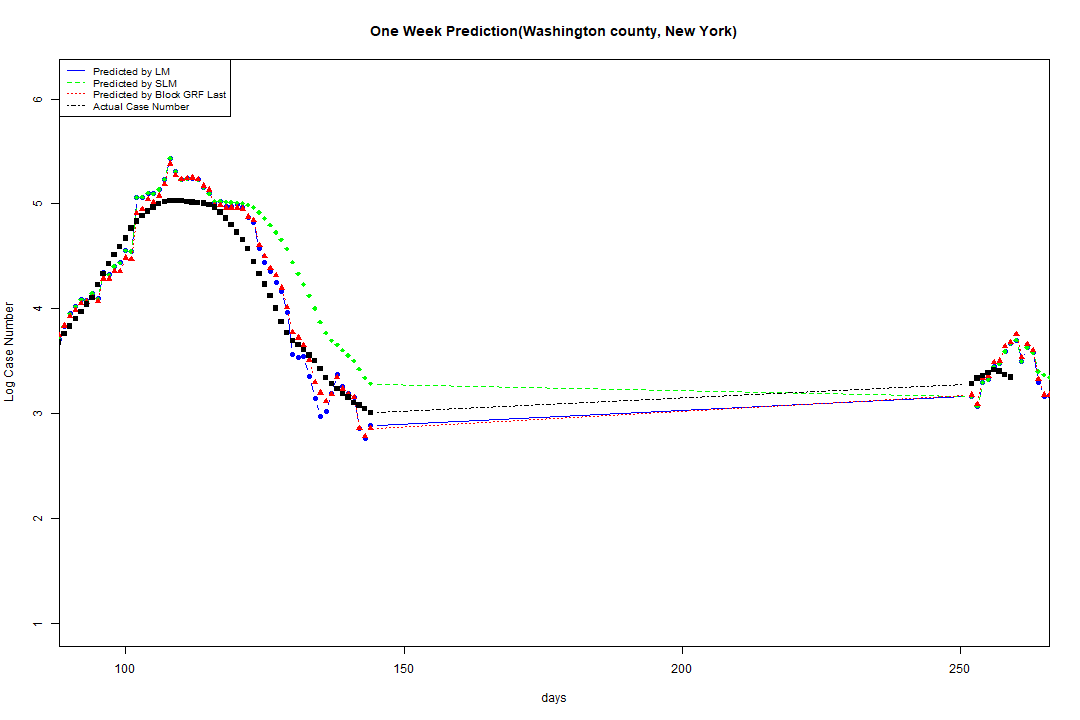 One Week Prediction(Washington county, New York)
Predicted by LM
Predicted by SLM
Predicted by Block GRF Last
Actual Case Number
6
5
4
3
2
1
Log Case Number
100
150
200
250
days